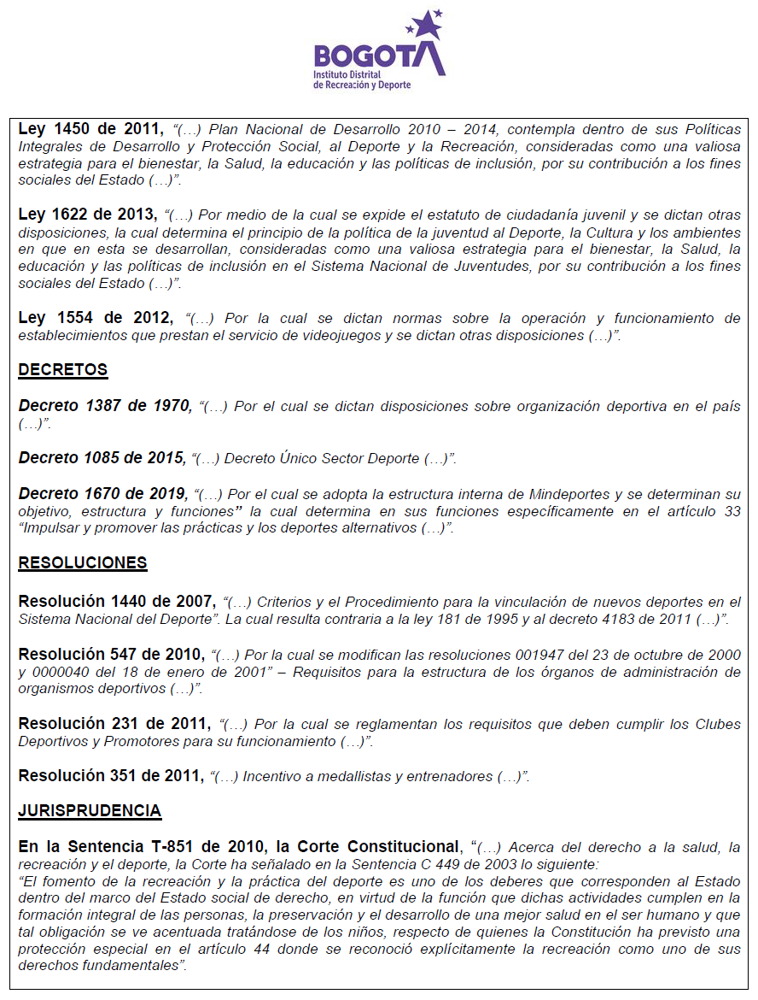 BOGOTÁ
Instituto Distrital
de Recreación y Deporte
Ley 1450 de 2011, “(…) Plan Nacional de Desarrollo 2010 – 2014, contempla dentro de sus Políticas
Integrales de Desarrollo y Protección Social, al Deporte y la Recreación, consideradas como una valiosa
estrategia para el bienestar, la Salud, la educación y las políticas de inclusión, por su contribución a los fines
sociales del Estado (…)”.
Ley 1622 de 2013, “(…) Por medio de la cual se expide el estatuto de ciudadanía juvenil y se dictan otras
disposiciones, la cual determina el principio de la política de la juventud al Deporte, la Cultura y los ambientes
en que en esta se desarrollan, consideradas como una valiosa estrategia para el bienestar, la Salud, la
educación y las políticas de inclusión en el Sistema Nacional de Juventudes, por su contribución a los fines
sociales del Estado (…)”.
Ley 1554 de 2012, “(…) Por la cual se dictan normas sobre la operación y funcionamiento de
establecimientos que prestan el servicio de videojuegos y se dictan otras disposiciones (…)”.
DECRETOS
Decreto 1387 de 1970, “(…) Por el cual se dictan disposiciones sobre organización deportiva en el país
(…)”.
Decreto 1085 de 2015, “(…) Decreto Único Sector Deporte (…)”.
Decreto 1670 de 2019, “(…) Por el cual se adopta la estructura interna de Mindeportes y se determinan su
objetivo, estructura y funciones” la cual determina en sus funciones específicamente en el artículo 33
“Impulsar y promover las prácticas y los deportes alternativos (…)”.
RESOLUCIONES
Resolución 1440 de 2007, “(…) Criterios y el Procedimiento para la vinculación de nuevos deportes en el
Sistema Nacional del Deporte”. La cual resulta contraria a la ley 181 de 1995 y al decreto 4183 de 2011 (…)”.
Resolución 547 de 2010, “(…) Por la cual se modifican las resoluciones 001947 del 23 de octubre de 2000
y 0000040 del 18 de enero de 2001” – Requisitos para la estructura de los órganos de administración de
organismos deportivos (…)”.
Resolución 231 de 2011, “(…) Por la cual se reglamentan los requisitos que deben cumplir los Clubes
Deportivos y Promotores para su funcionamiento (…)”.
Resolución 351 de 2011, “(…) Incentivo a medallistas y entrenadores (…)”.
JURISPRUDENCIA
En la Sentencia T-851 de 2010, la Corte Constitucional, “(…) Acerca del derecho a la salud, la
recreación y el deporte, la Corte ha señalado en la Sentencia C 449 de 2003 lo siguiente:
“El fomento de la recreación y la práctica del deporte es uno de los deberes que corresponden al Estado
dentro del marco del Estado social de derecho, en virtud de la función que dichas actividades cumplen en la
formación integral de las personas, la preservación y el desarrollo de una mejor salud en el ser humano y que
tal obligación se ve acentuada tratándose de los niños, respecto de quienes la Constitución ha previsto una
protección especial en el artículo 44 donde se reconoció explícitamente la recreación como uno de sus
derechos fundamentales”.